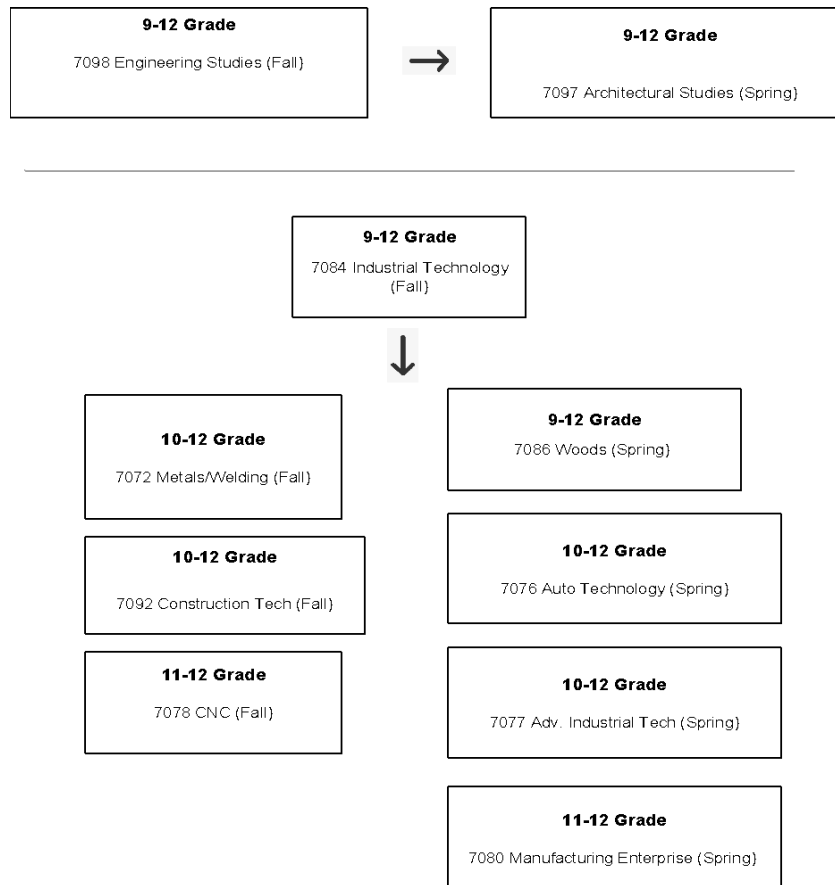 9-12 Grade
7098 Engineering Studies (Fall}
9-12 Grade
7097 Architectural Studies (Spring}
9-12 Grade
7084 Industrial Technology
(Fall}
10-12 Grade
7072 Metals/Welding (Fall}
10-12 Grade
7092 Construction Tech (Fall}
11-12 Grade
7078 CNC (Fall}
9-12 Grade
7086 Woods (Spring}
10-12 Grade
7076 Auto Technology (Spring}
10-12 Grade
7077 Adv. Industrial Tech (Spring}
11-12 Grade
7080 Manufacturing Enterprise (Spring}